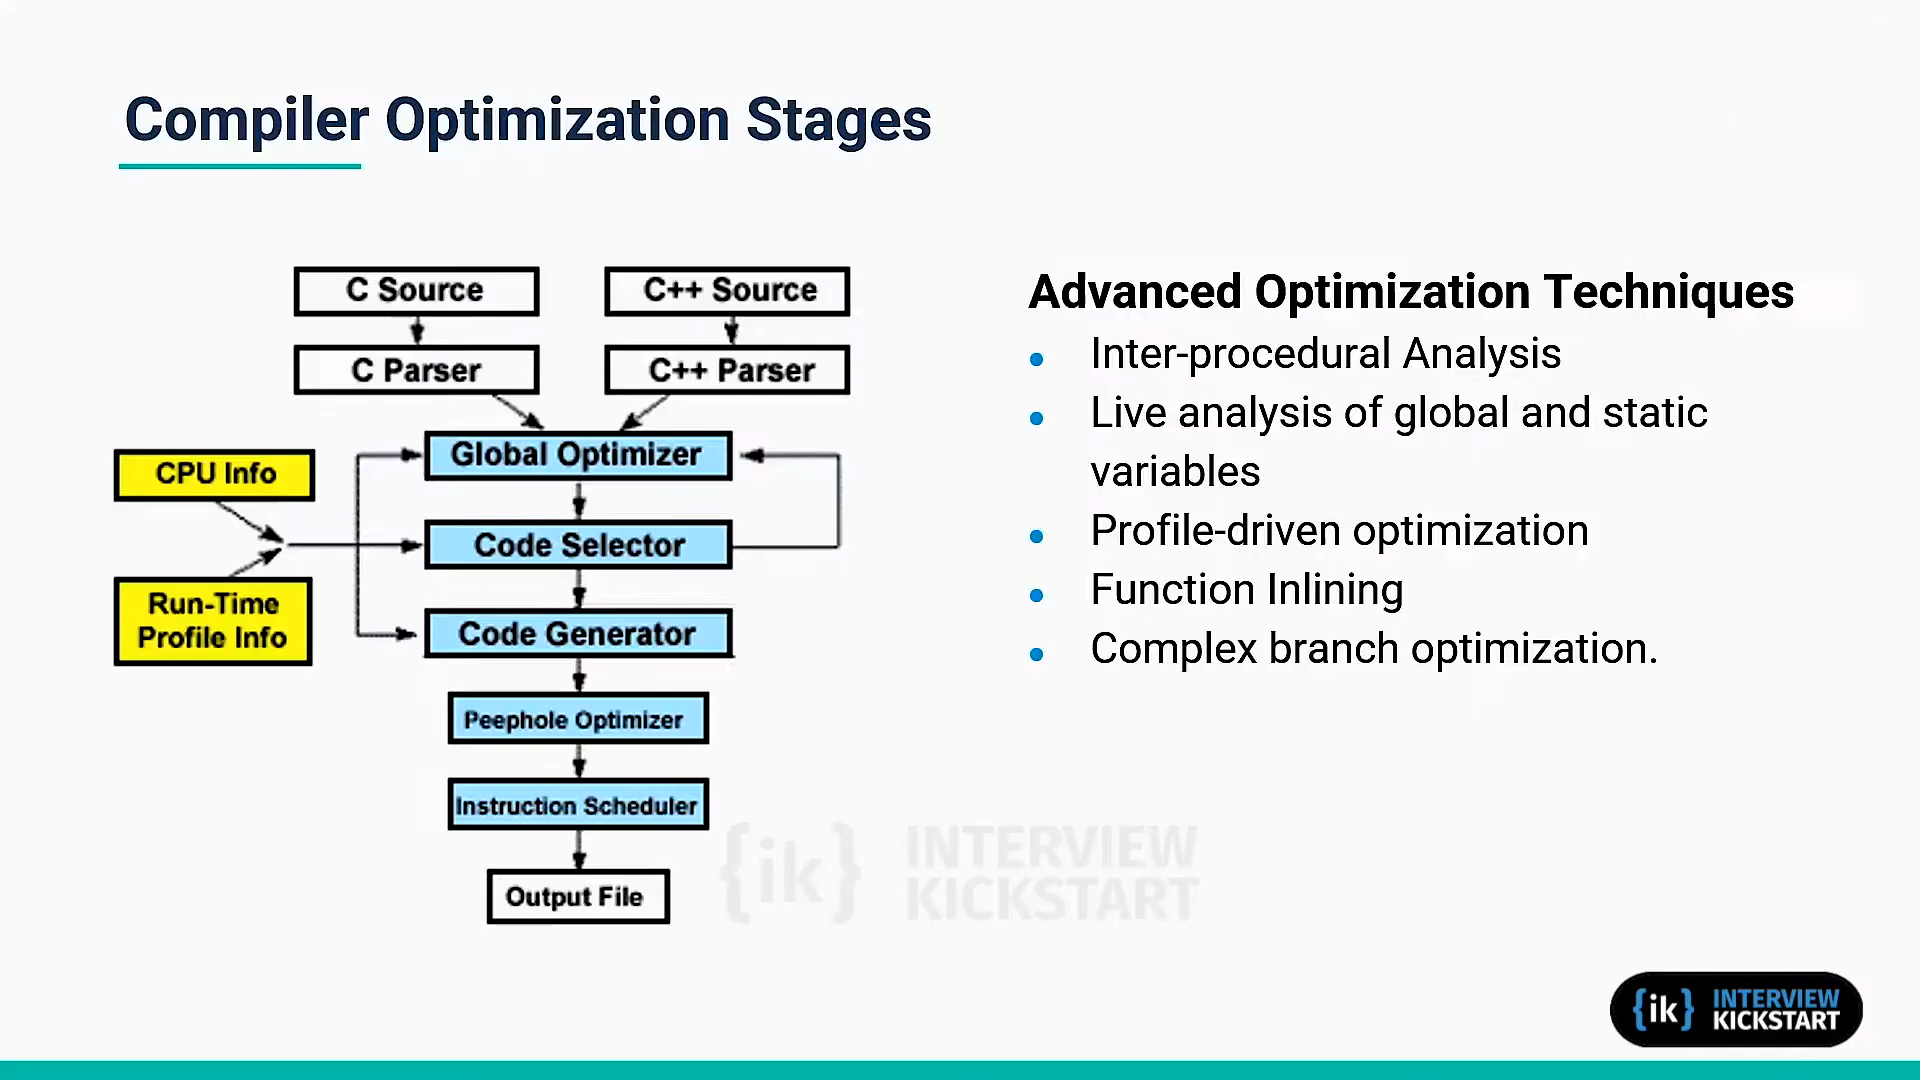 Compiler Optimization Stages
C Source
C++ Source
C Parser
C++ Parser
Global Optimizer
CPU Info
Code Selector
Run-Time
Profile Info
Code Generator
Peephole Optimizer
Instruction Scheduler
Output File
Advanced Optimization Techniques
Inter-procedural Analysis
Live analysis of global and static
variables
Profile-driven optimization
Function Inlining
Complex branch optimization.
{ik} INTERVIEW
KICKSTART
{ik} INTERVIEW
KICKSTART